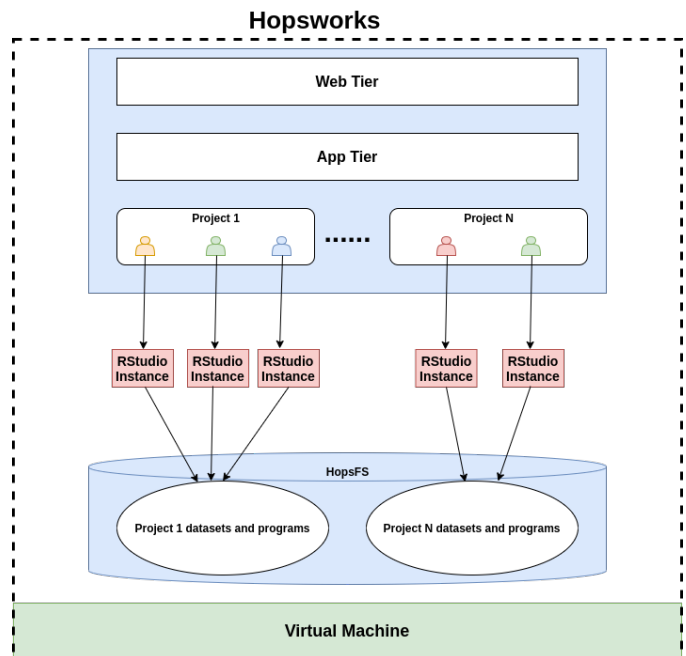 Hopsworks
Web Tier
App Tier
Project 1
......
Project N
RStudio
Instance
RStudio
Instance
RStudio
Instance
RStudio
Instance
RStudio
Instance
HopsFS
Project 1 datasets and programs
Project N datasets and programs
Virtual Machine